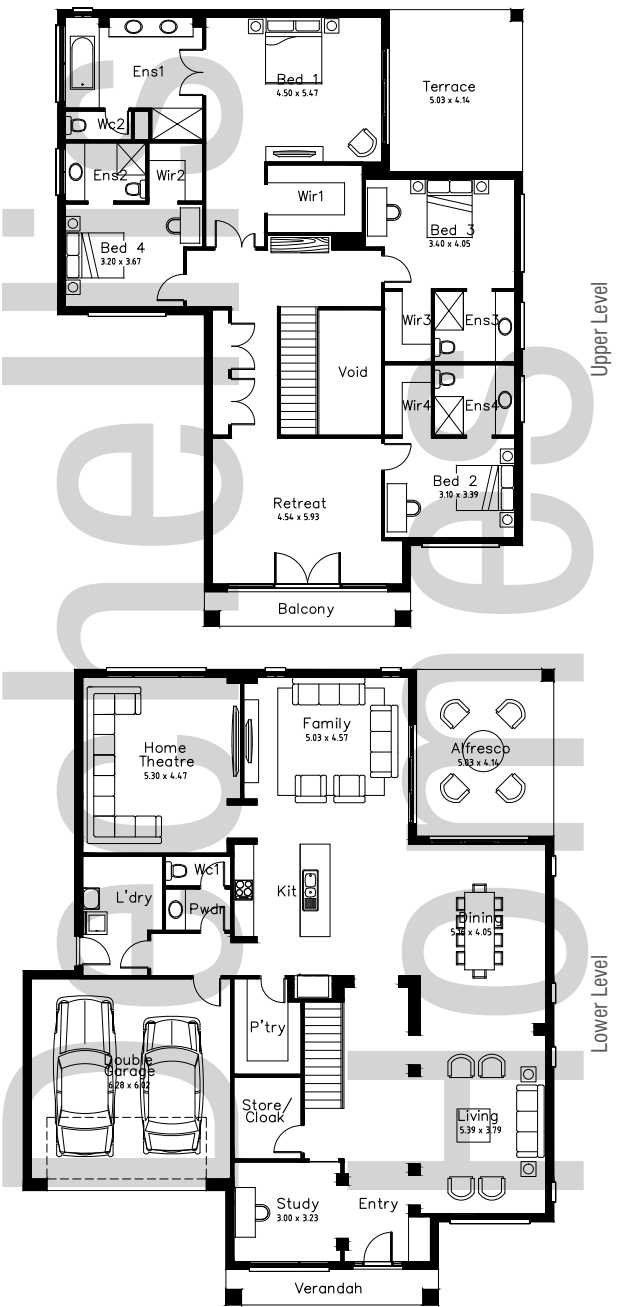 Ens1
Bed 1
4.50 x 5.47
Terrace
5.03 x 4.14
Wc2
Ens2
Wir2
Wir1
Bed 3
3.40 x 4.05
Bed 4
3.20 x 3.67
Wir3
Ens3
Void
Wir4
Ens4
Bed 2
3.10 x 3.39
Retreat
4.54 x 5.93
Balcony
Upper Level
Family
5.03 x 4.57
Home
Theatre
5.30 x 4.47
Alfresco
5.03 x 4.14
Wc1
L'dry
Pwdr
Kit
Dining
x 4.05
P'try
Double
Garage
6.28 x 6.02
Store/
Cloak
Living
5.39 x 3.79
Study
3.00 x 3.23
Entry
Verandah
Lower Level